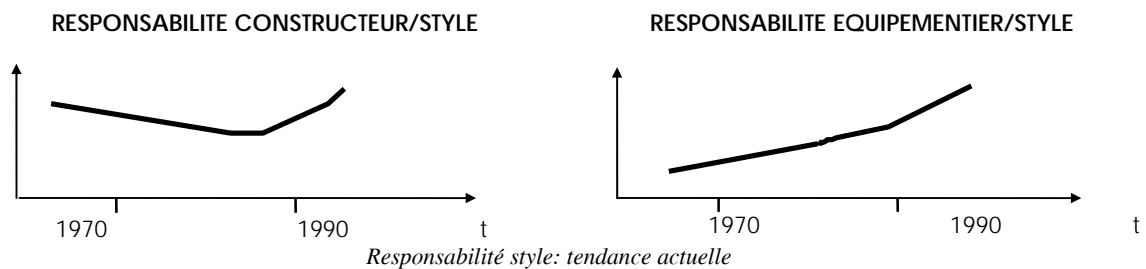 RESPONSABILITE CONSTRUCTEUR/STYLE
RESPONSABILITE EQUIPEMENTIER/STYLE
1970 1990 t
1970 1990 t
Responsabilité style: tendance actuelle